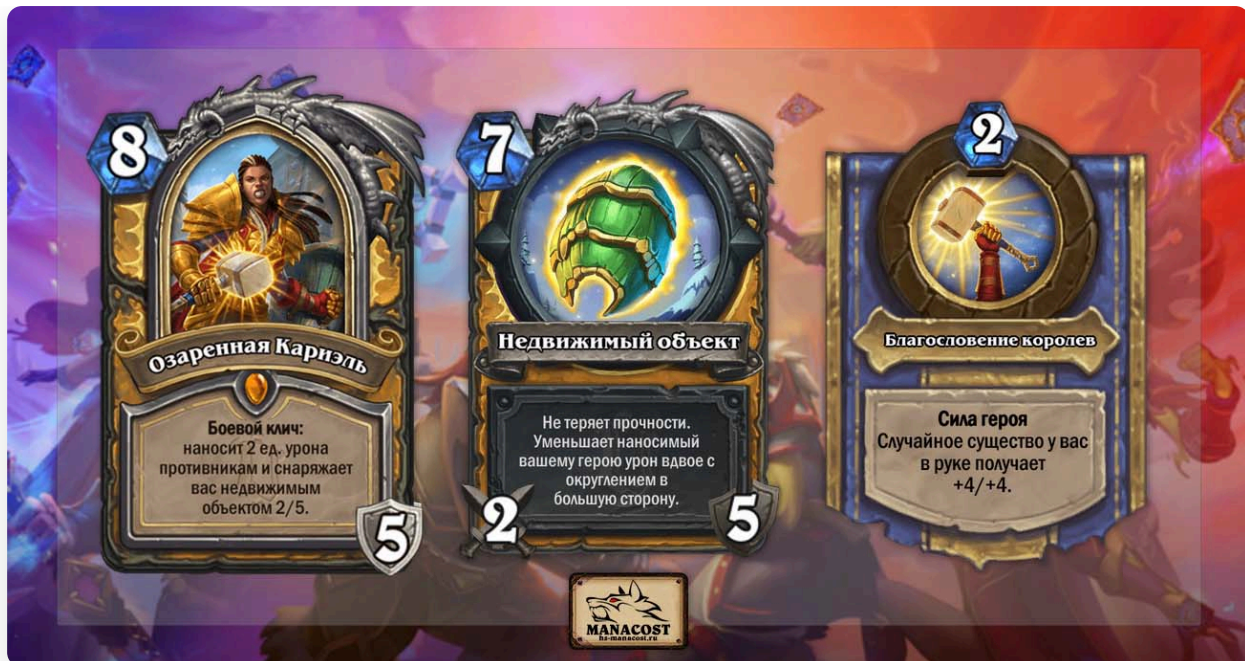 8
Озаренная Кариэль
Боевой клич:
наносит 2 ед. урона
противникам и снаряжает
вас недвижимым
объектом 2/5.
5
7
Недвижимый объект
Не теряет прочности.
Уменьшает наносимый
вашему герою урон вдвое с
округлением в
большую сторону.
2
5
2
Благословение королев
Сила героя
Случайное существо у вас
в руке получает
+4/+4.
MANACOST
hs-manacost.ru